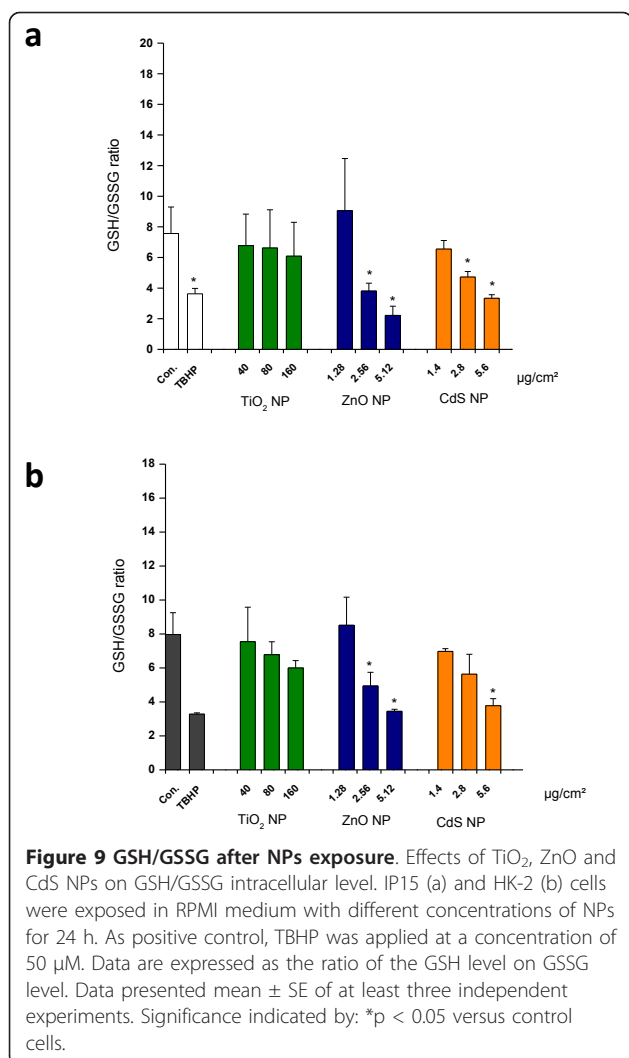 a
20
18
16
14
12
10
8
6
4
2
0
GSH/GSSG ratio
*
* *
* *
Con. TBHP 40 80 160 1.28 2.56 5.12 1.4 2.8 5.6 µg/cm²
TiO₂ NP ZnO NP CdS NP
b
18
16
14
12
10
8
6
4
2
0
GSH/GSSG ratio
* *
*
Con. TBHP 40 80 160 1.28 2.56 5.12 1.4 2.8 5.6 µg/cm²
TiO₂ NP ZnO NP CdS NP
Figure 9 GSH/GSSG after NPs exposure. Effects of TiO₂, ZnO and
CdS NPs on GSH/GSSG intracellular level. IP15 (a) and HK-2 (b) cells
were exposed in RPMI medium with different concentrations of NPs
for 24 h. As positive control, TBHP was applied at a concentration of
50 µM. Data are expressed as the ratio of the GSH level on GSSG
level. Data presented mean ± SE of at least three independent
experiments. Significance indicated by: *p < 0.05 versus control
cells.